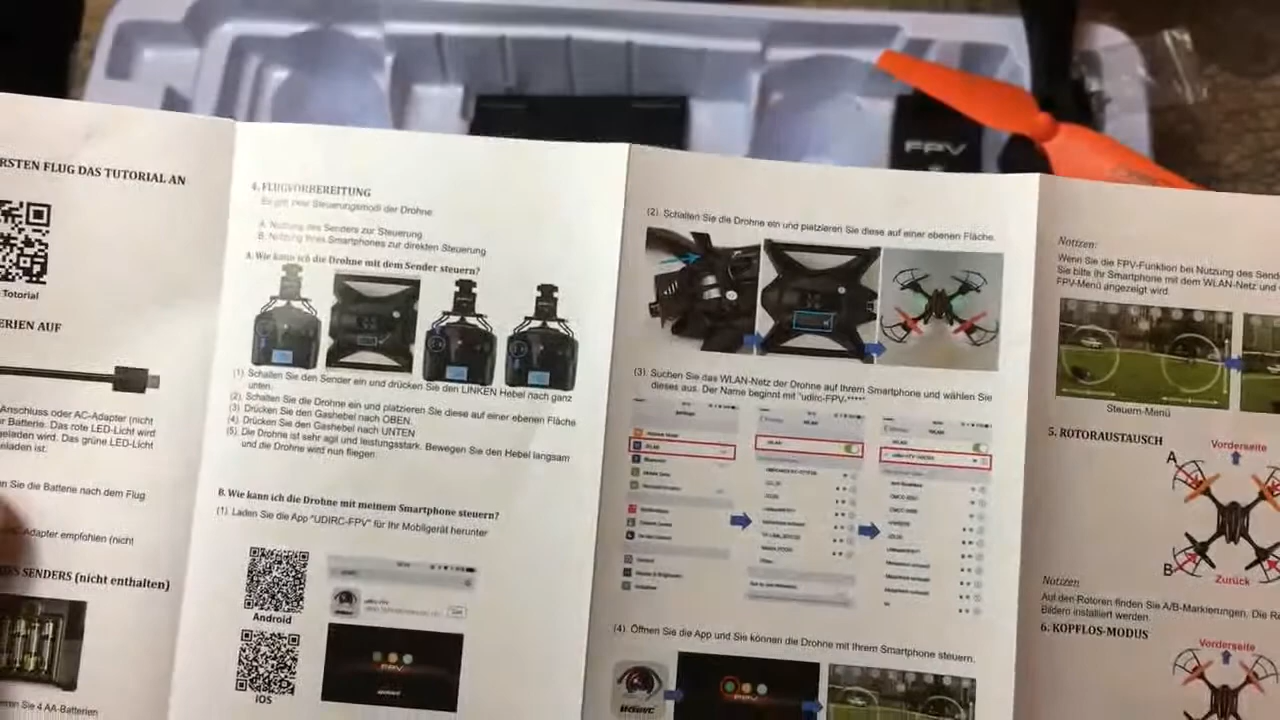 FPV
RSTEN FLUG DAS TUTORIAL AN
Totorial
ERIEN AUF
Anschluss oder AC-Adapter (nicht
Batterie. Das rote LED-Licht wird
geladen wird. Das grüne LED-Licht
geladen ist.
en Sie die Batterie nach dem Flug
Adapter empfohlen (nicht
DES SENDERS (nicht enthalten)
Sie 4 AA-Batterien
4. FLUGVORBEREITUNG
Es gibt zwei Steuerungsmodi der Drohne
A. Nutzung des Senders zur Steuerung
B. Nutzung Ihres Smartphones zur direkten Steuerung
A. Wie kann ich die Drohne mit dem Sender steuern?
(1). Schalten Sie den Sender ein und drücken Sie den LINKEN Hebel nach ganz
unten.
(2). Schalten Sie die Drohne ein und platzieren Sie diese auf einer ebenen Fläche
(3) Drücken Sie den Gashebel nach OBEN.
(4). Drücken Sie den Gashebel nach UNTEN
(5). Die Drohne ist sehr agil und leistungsstark. Bewegen Sie den Hebel langsam
und die Drohne wird nun fliegen.
B. Wie kann ich die Drohne mit meinem Smartphone steuern?
(1) Laden Sie die App "UDIRC-FPV" für Ihr Mobilgerät herunter
Android
iOS
FPV
(2). Schalten Sie die Drohne ein und platzieren Sie diese auf einer ebenen Fläche.
(3). Suchen Sie das WLAN-Netz der Drohne auf Ihrem Smartphone und wählen Sie
dieses aus. Der Name beginnt mit "udirc-FPV-*****"
WLAN
WLAN
WLAN
(4). Öffnen Sie die App und Sie können die Drohne mit Ihrem Smartphone steuern.
UDIRC
FPV
Notizen:
Wenn Sie die FPV-Funktion bei Nutzung des Send
Sie bitte Ihr Smartphone mit dem WLAN-Netz und
FPV-Menü angezeigt wird.
Steuern-Menü
5. ROTORAUSTAUSCH
Vorderseite
A
B
Zurück
Notizen
Auf den Rotoren finden Sie A/B-Markierungen. Die Ro
Bildern installiert werden.
6. KOPFLOS-MODUS
Vorderseite